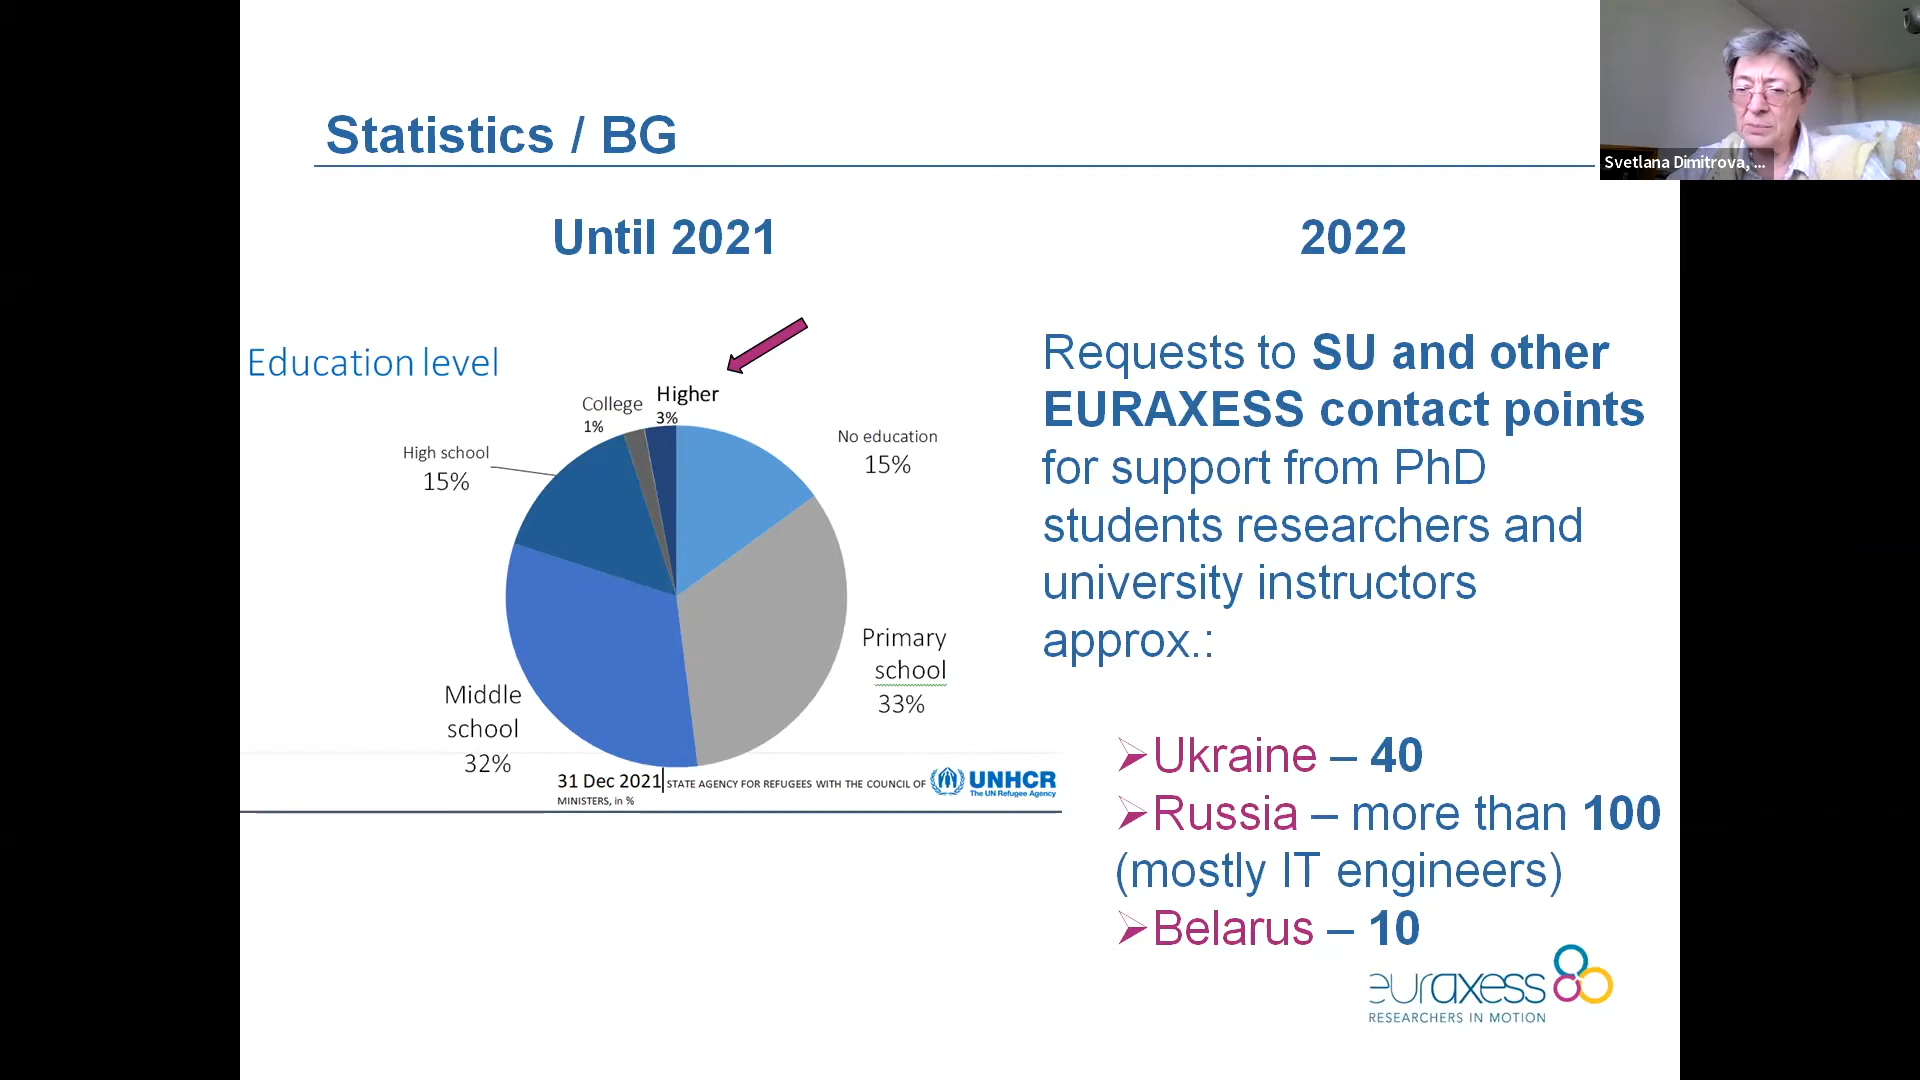 Statistics / BG
Svetlana Dimitrova, ...
Until 2021
2022
Education level
Higher
3%
College
1%
High school
15%
No education
15%
Primary
school
33%
Middle
school
32%
31 Dec 2021 STATE AGENCY FOR REFUGEES WITH THE COUNCIL OF
MINISTERS, in %
UNHCR
The UN Refugee Agency
Requests to SU and other
EURAXESS contact points
for support from PhD
students researchers and
university instructors
approx.:
➢Ukraine – 40
➢Russia – more than 100
(mostly IT engineers)
➢Belarus – 10
euraxess
RESEARCHERS IN MOTION